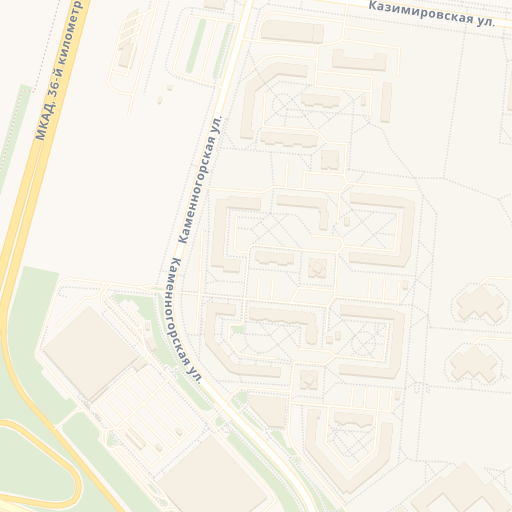 Казимировская ул.
МКАД, 36-й километр
Каменногорская ул.
Каменногорская ул.